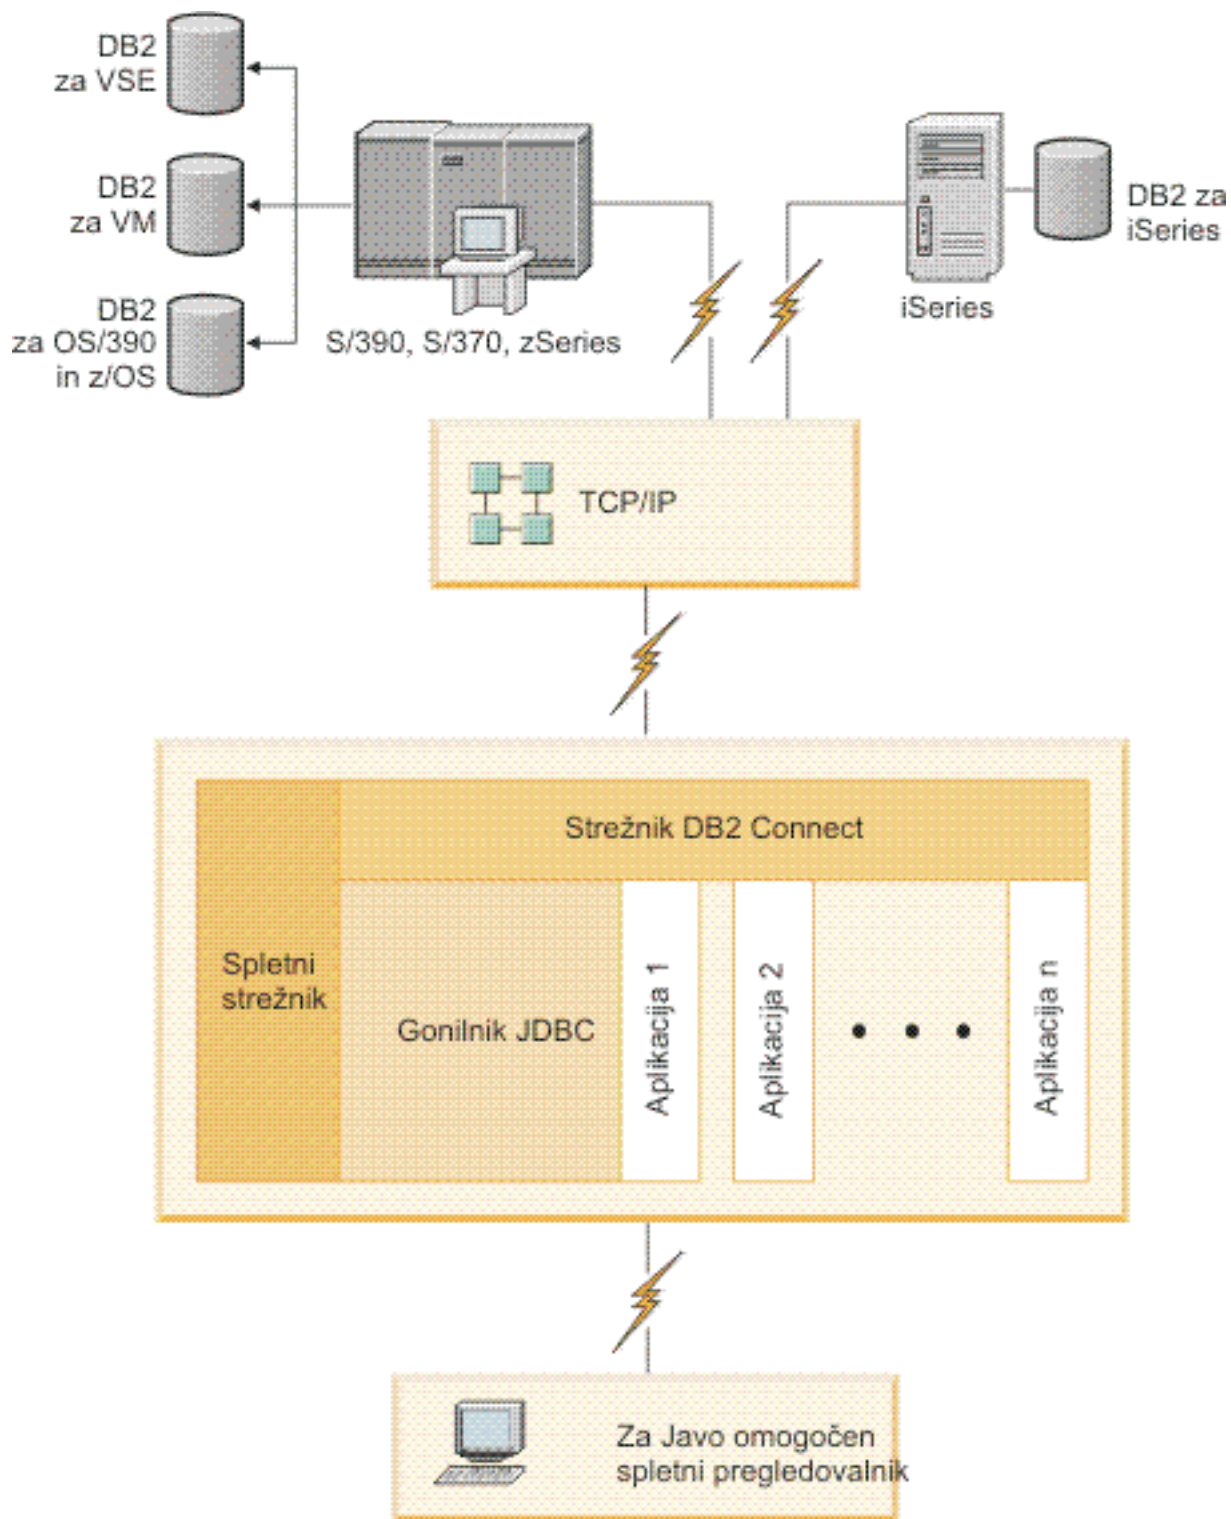 DB2
za VSE
DB2
za VM
DB2
za OS/390
in z/OS
S/390, S/370, zSeries
iSeries
DB2 za
iSeries
TCP/IP
Strežnik DB2 Connect
Spletni
strežnik
Gonilnik JDBC
Aplikacija 1
Aplikacija 2
Aplikacija n
Za Javo omogočen
spletni pregledovalnik